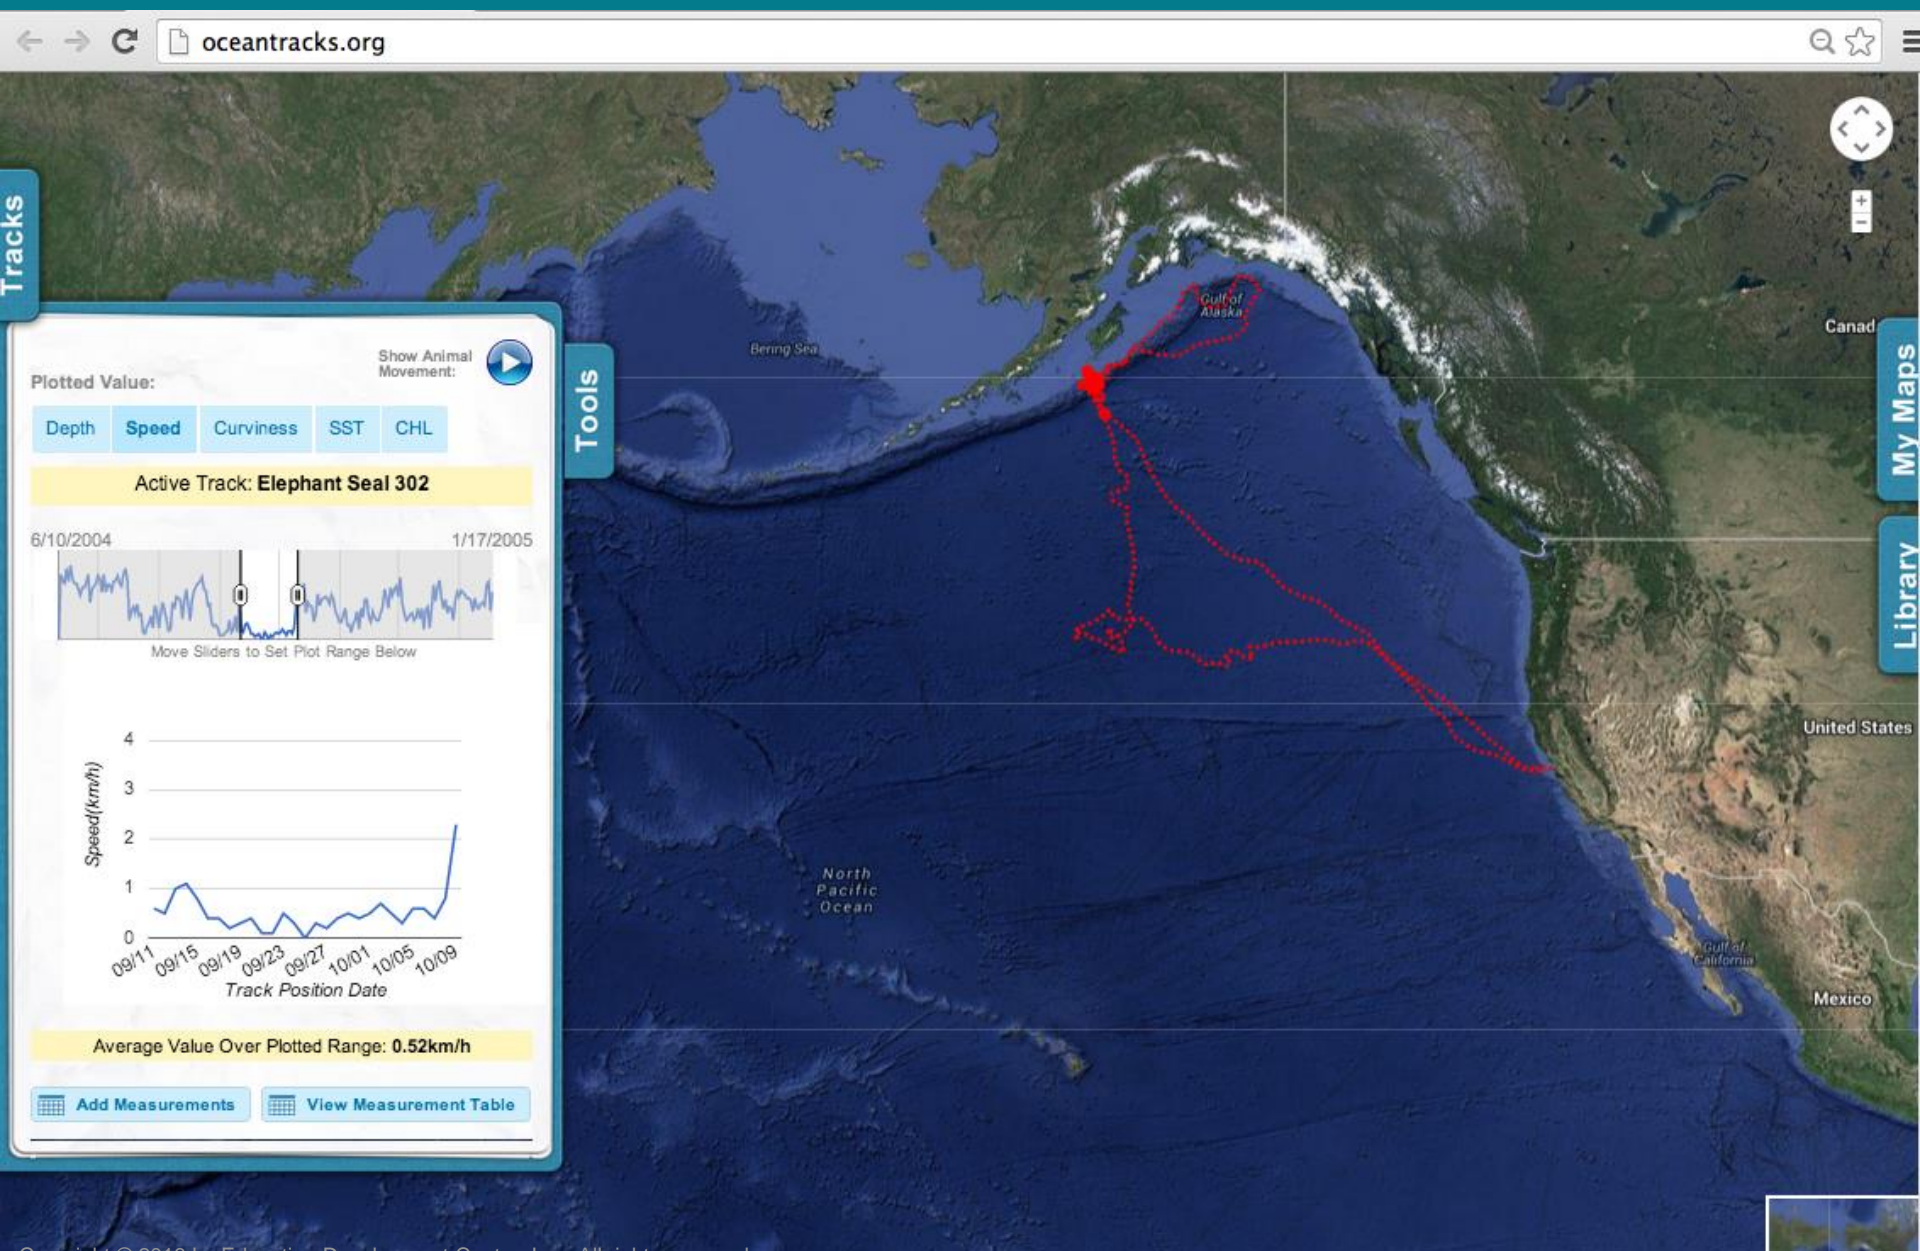 oceantracks.org
Tracks
Show Animal
Movement:
Plotted Value:
Depth Speed Curviness SST CHL
Active Track: Elephant Seal 302
6/10/2004 1/17/2005
Move Sliders to Set Plot Range Below
Speed(km/h)
4
3
2
1
0
09/11 09/15 09/19 09/23 09/27 10/01 10/05 10/09
Track Position Date
Average Value Over Plotted Range: 0.52km/h
Add Measurements View Measurement Table
Tools
Bering Sea
Gulf of
Alaska
Canad
My Maps
Library
United States
North
Pacific
Ocean
Gulf of
California
Mexico